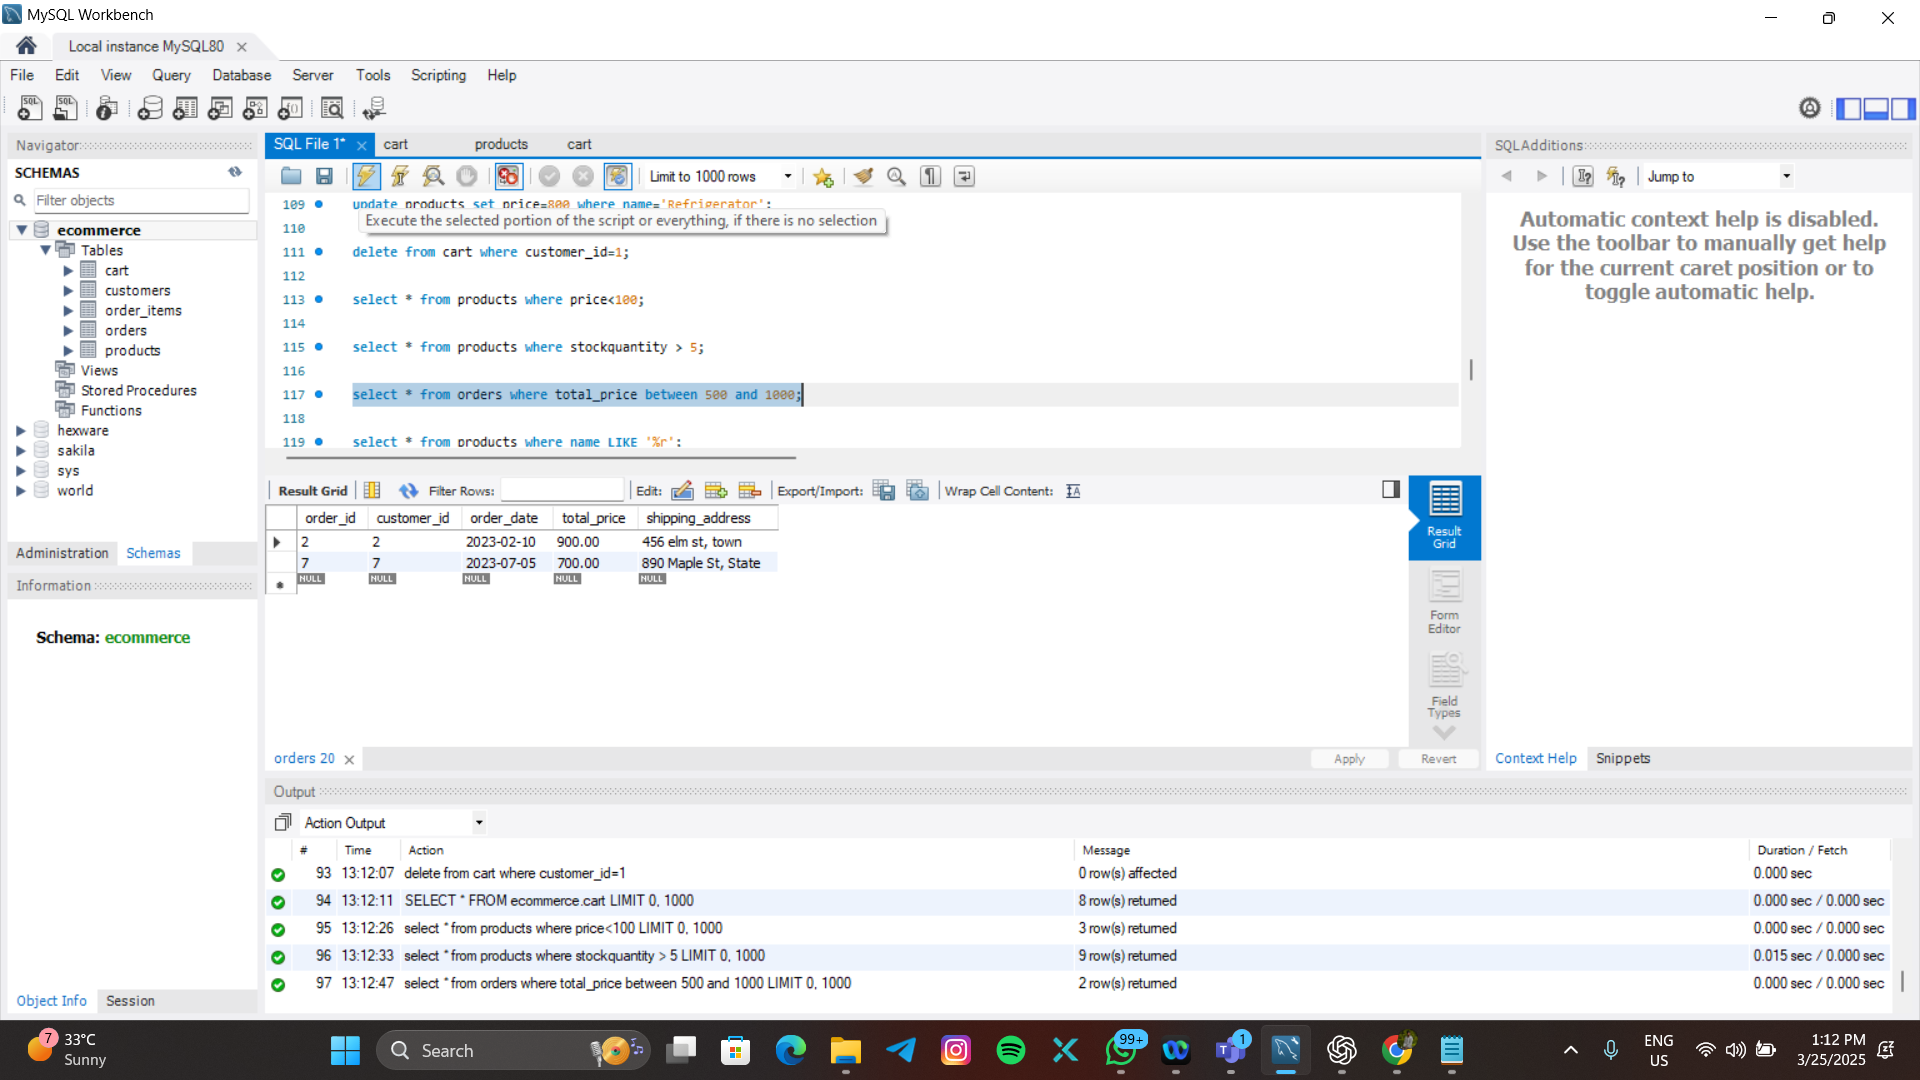 MySQL Workbench
Local instance MySQL80
File Edit View Query Database Server Tools Scripting Help
Navigator
SCHEMAS
Filter objects
ecommerce
Tables
cart
customers
order_items
orders
products
Views
Stored Procedures
Functions
hexware
sakila
sys
world
Administration Schemas
Information
Schema: ecommerce
Object Info Session
SQL File 1* cart products cart
Limit to 1000 rows
109 update products set price=800 where name='Refrigerator';
Execute the selected portion of the script or everything, if there is no selection
110
111 delete from cart where customer_id=1;
112
113 select * from products where price<100;
114
115 select * from products where stockquantity > 5;
116
117 select * from orders where total_price between 500 and 1000;
118
119 select * from products where name LIKE '%r';
Result Grid Filter Rows: Edit: Export/Import: Wrap Cell Content:
order_id customer_id order_date total_price shipping_address
2 2 2023-02-10 900.00 456 elm st, town
7 7 2023-07-05 700.00 890 Maple St, State
NULL NULL NULL NULL NULL
Result Grid
Form Editor
Field Types
orders 20
Apply Revert
SQLAdditions
Jump to
Automatic context help is disabled.
Use the toolbar to manually get help
for the current caret position or to
toggle automatic help.
Context Help Snippets
Output
Action Output
# Time Action Message Duration / Fetch
93 13:12:07 delete from cart where customer_id=1 0 row(s) affected 0.000 sec
94 13:12:11 SELECT * FROM ecommerce.cart LIMIT 0, 1000 8 row(s) returned 0.000 sec / 0.000 sec
95 13:12:26 select * from products where price<100 LIMIT 0, 1000 3 row(s) returned 0.000 sec / 0.000 sec
96 13:12:33 select * from products where stockquantity > 5 LIMIT 0, 1000 9 row(s) returned 0.015 sec / 0.000 sec
97 13:12:47 select * from orders where total_price between 500 and 1000 LIMIT 0, 1000 2 row(s) returned 0.000 sec / 0.000 sec
7
33°C
Sunny
Search
99+
1
ENG
US
1:12 PM
3/25/2025